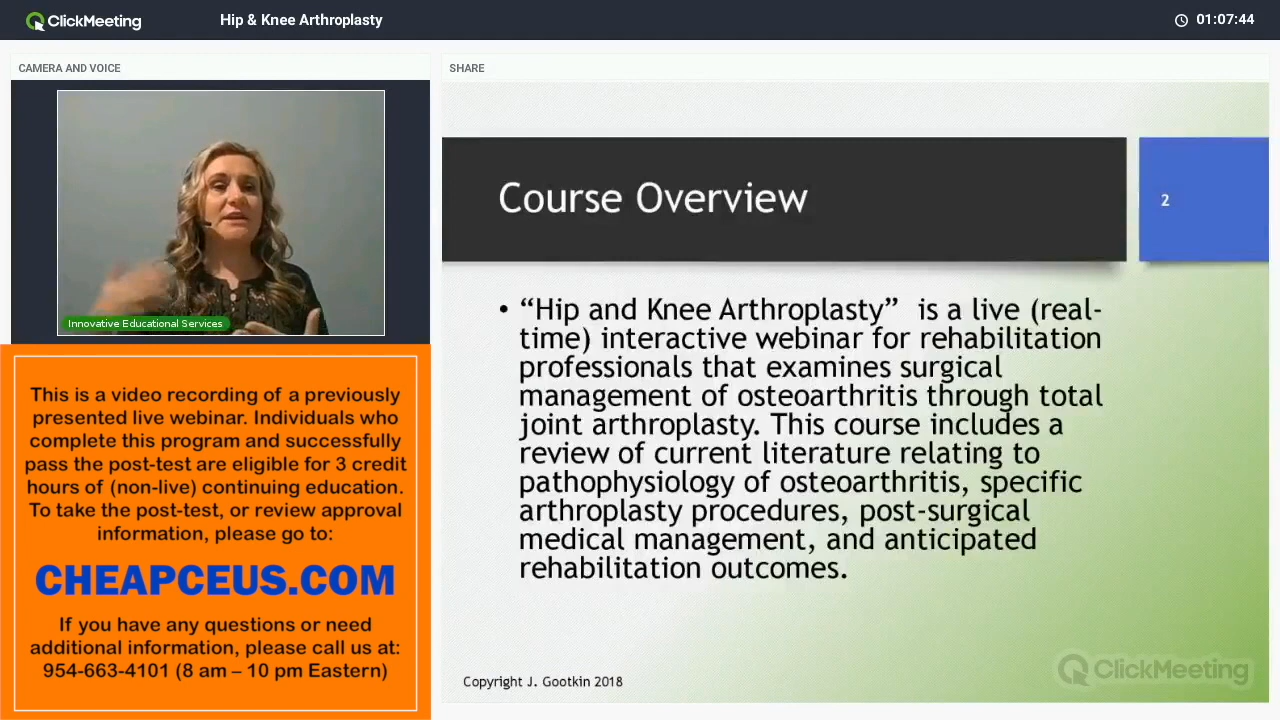 ClickMeeting
Hip & Knee Arthroplasty
01:07:44
CAMERA AND VOICE
Innovative Educational Services
This is a video recording of a previously
presented live webinar. Individuals who
complete this program and successfully
pass the post-test are eligible for 3 credit
hours of (non-live) continuing education.
To take the post-test, or review approval
information, please go to:
CHEAPCEUS.COM
If you have any questions or need
additional information, please call us at:
954-663-4101 (8 am – 10 pm Eastern)
SHARE
Course Overview
2
• “Hip and Knee Arthroplasty”  is a live (real-
time) interactive webinar for rehabilitation
professionals that examines surgical
management of osteoarthritis through total
joint arthroplasty. This course includes a
review of current literature relating to
pathophysiology of osteoarthritis, specific
arthroplasty procedures, post-surgical
medical management, and anticipated
rehabilitation outcomes.
Copyright J. Gootkin 2018
ClickMeeting